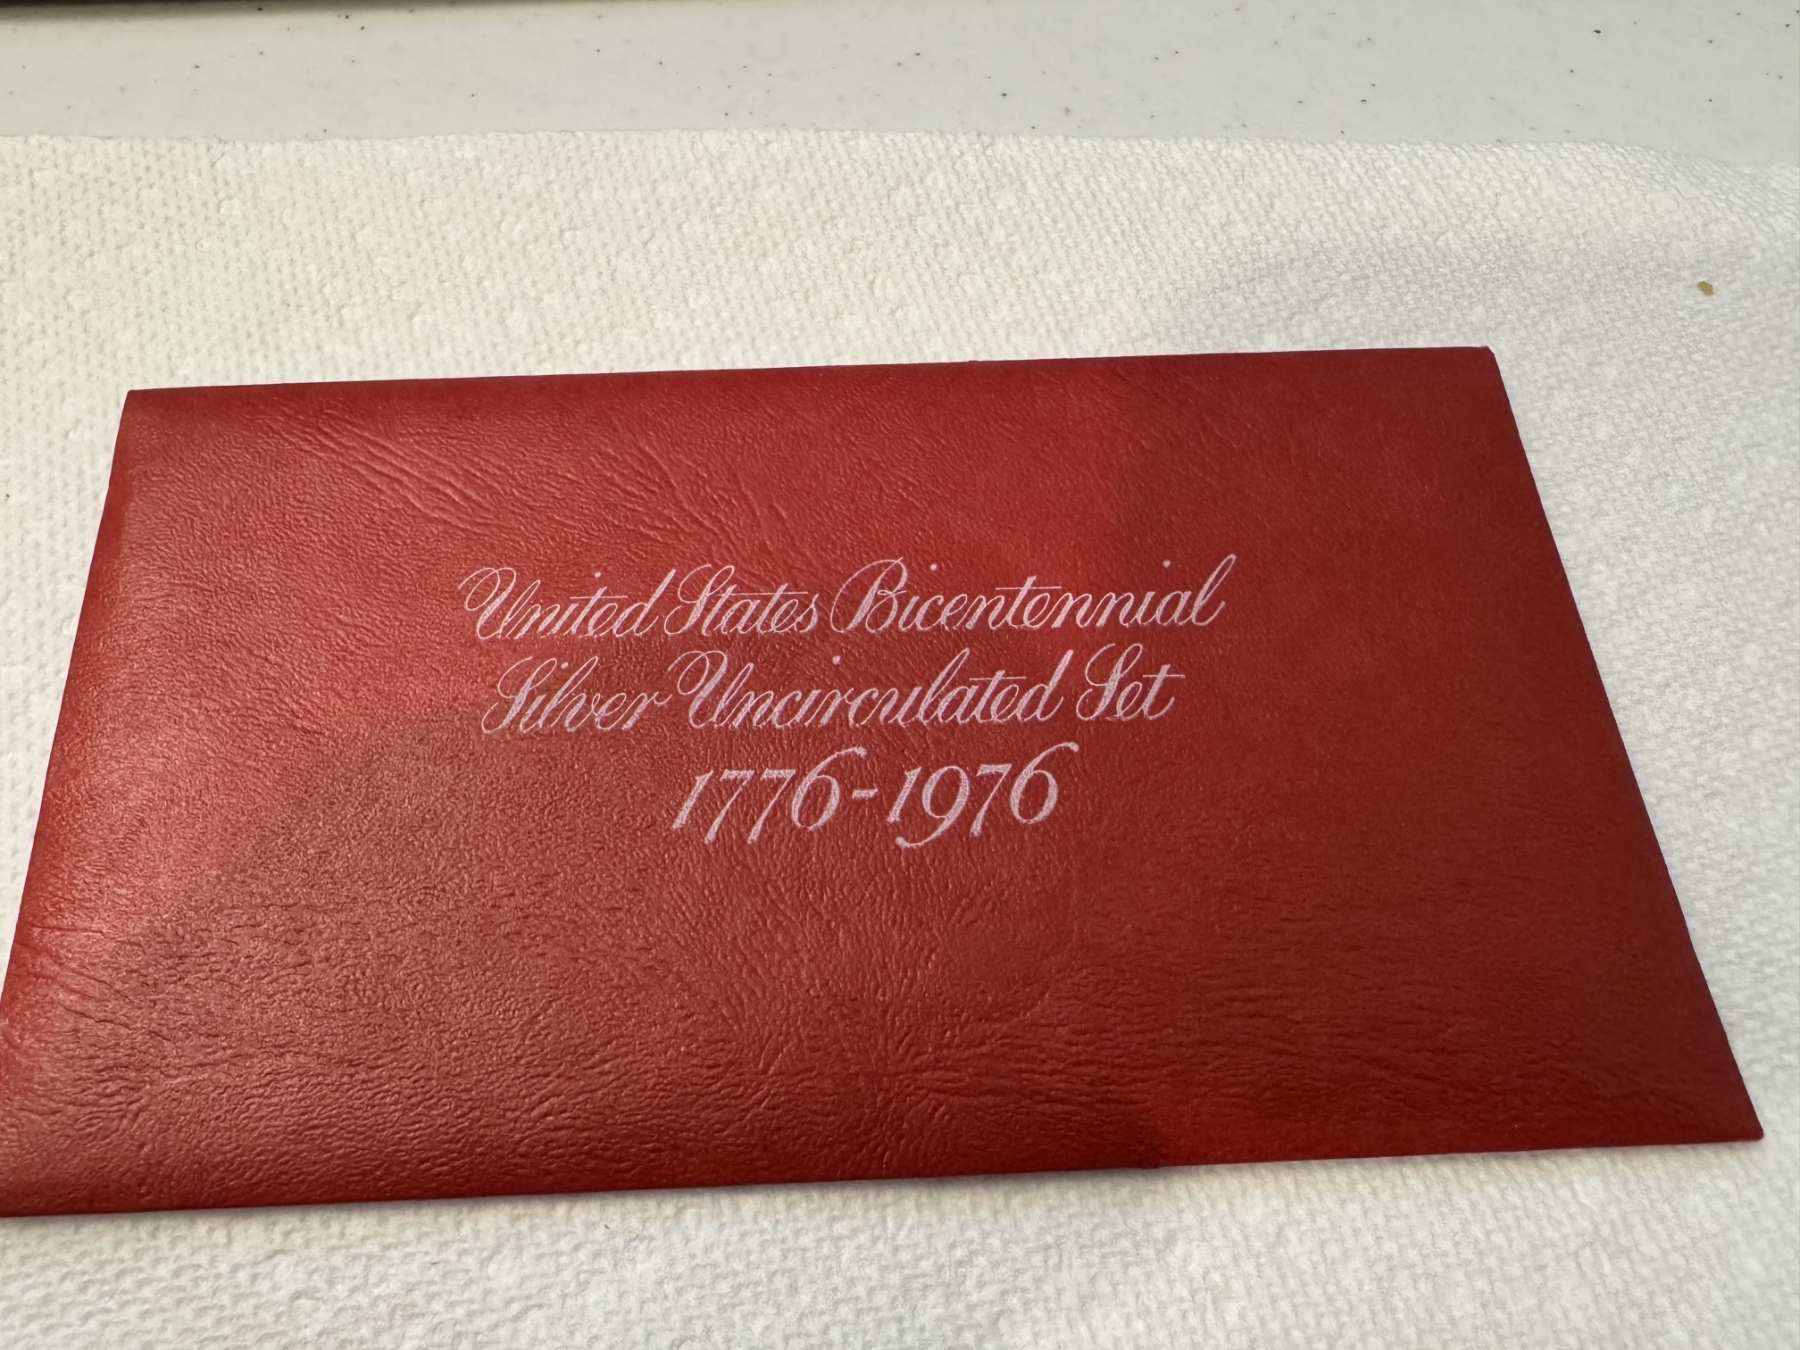 United States Bicentennial
Silver Uncirculated Set
1776-1976